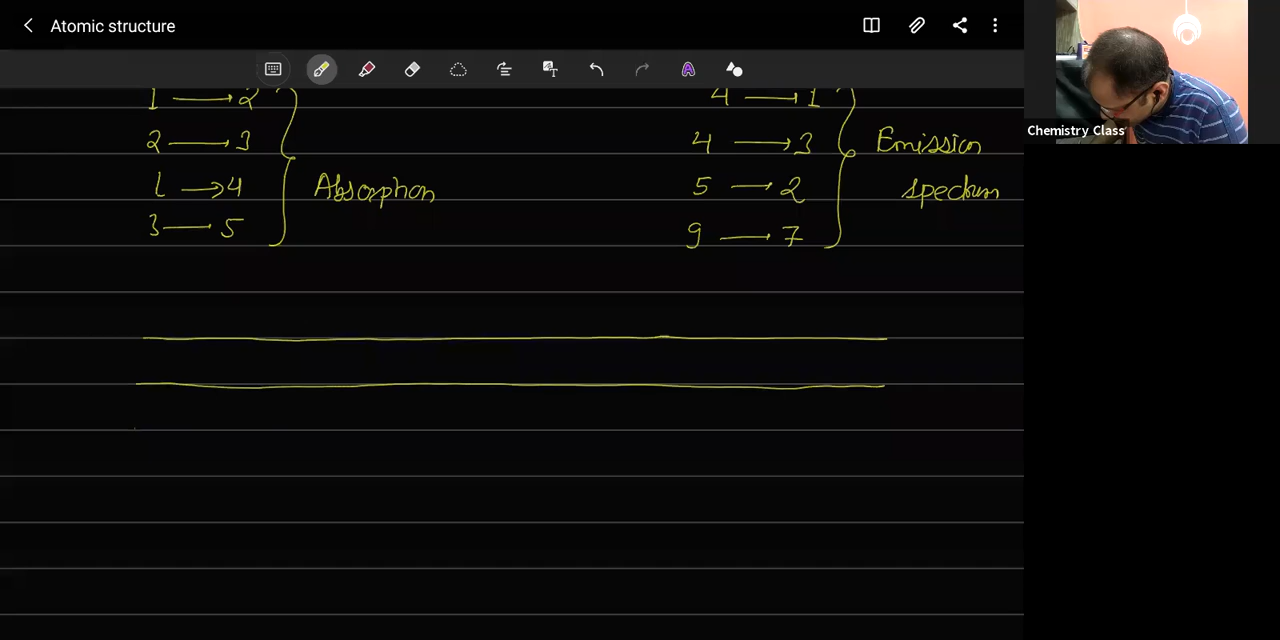 Atomic structure
Chemistry Class
1 → 2
2 → 3
1 → 4
3 → 5
Absorption
4 → 1
4 → 3
5 → 2
9 → 7
Emission
spectrum